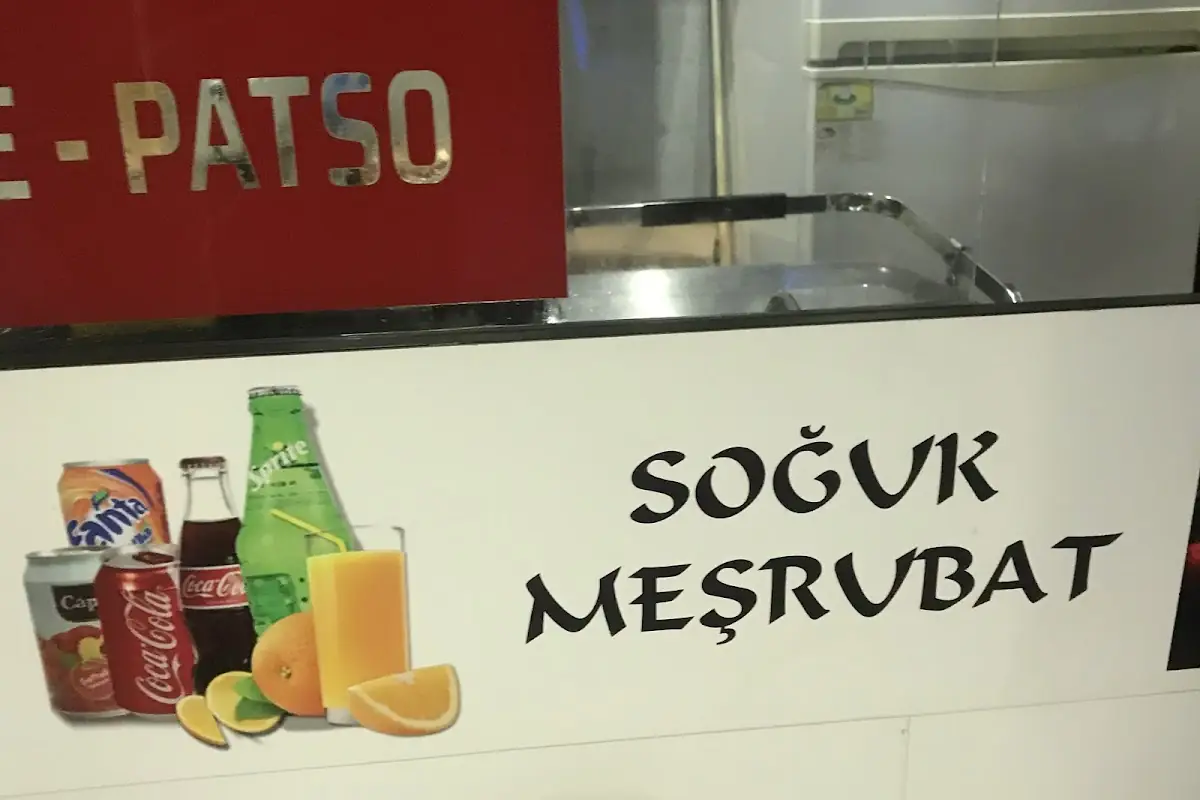 - PATSO
SOĞUK
MEŞRUBAT
Sprite
Fanta
Coca-Cola
Coca-Cola